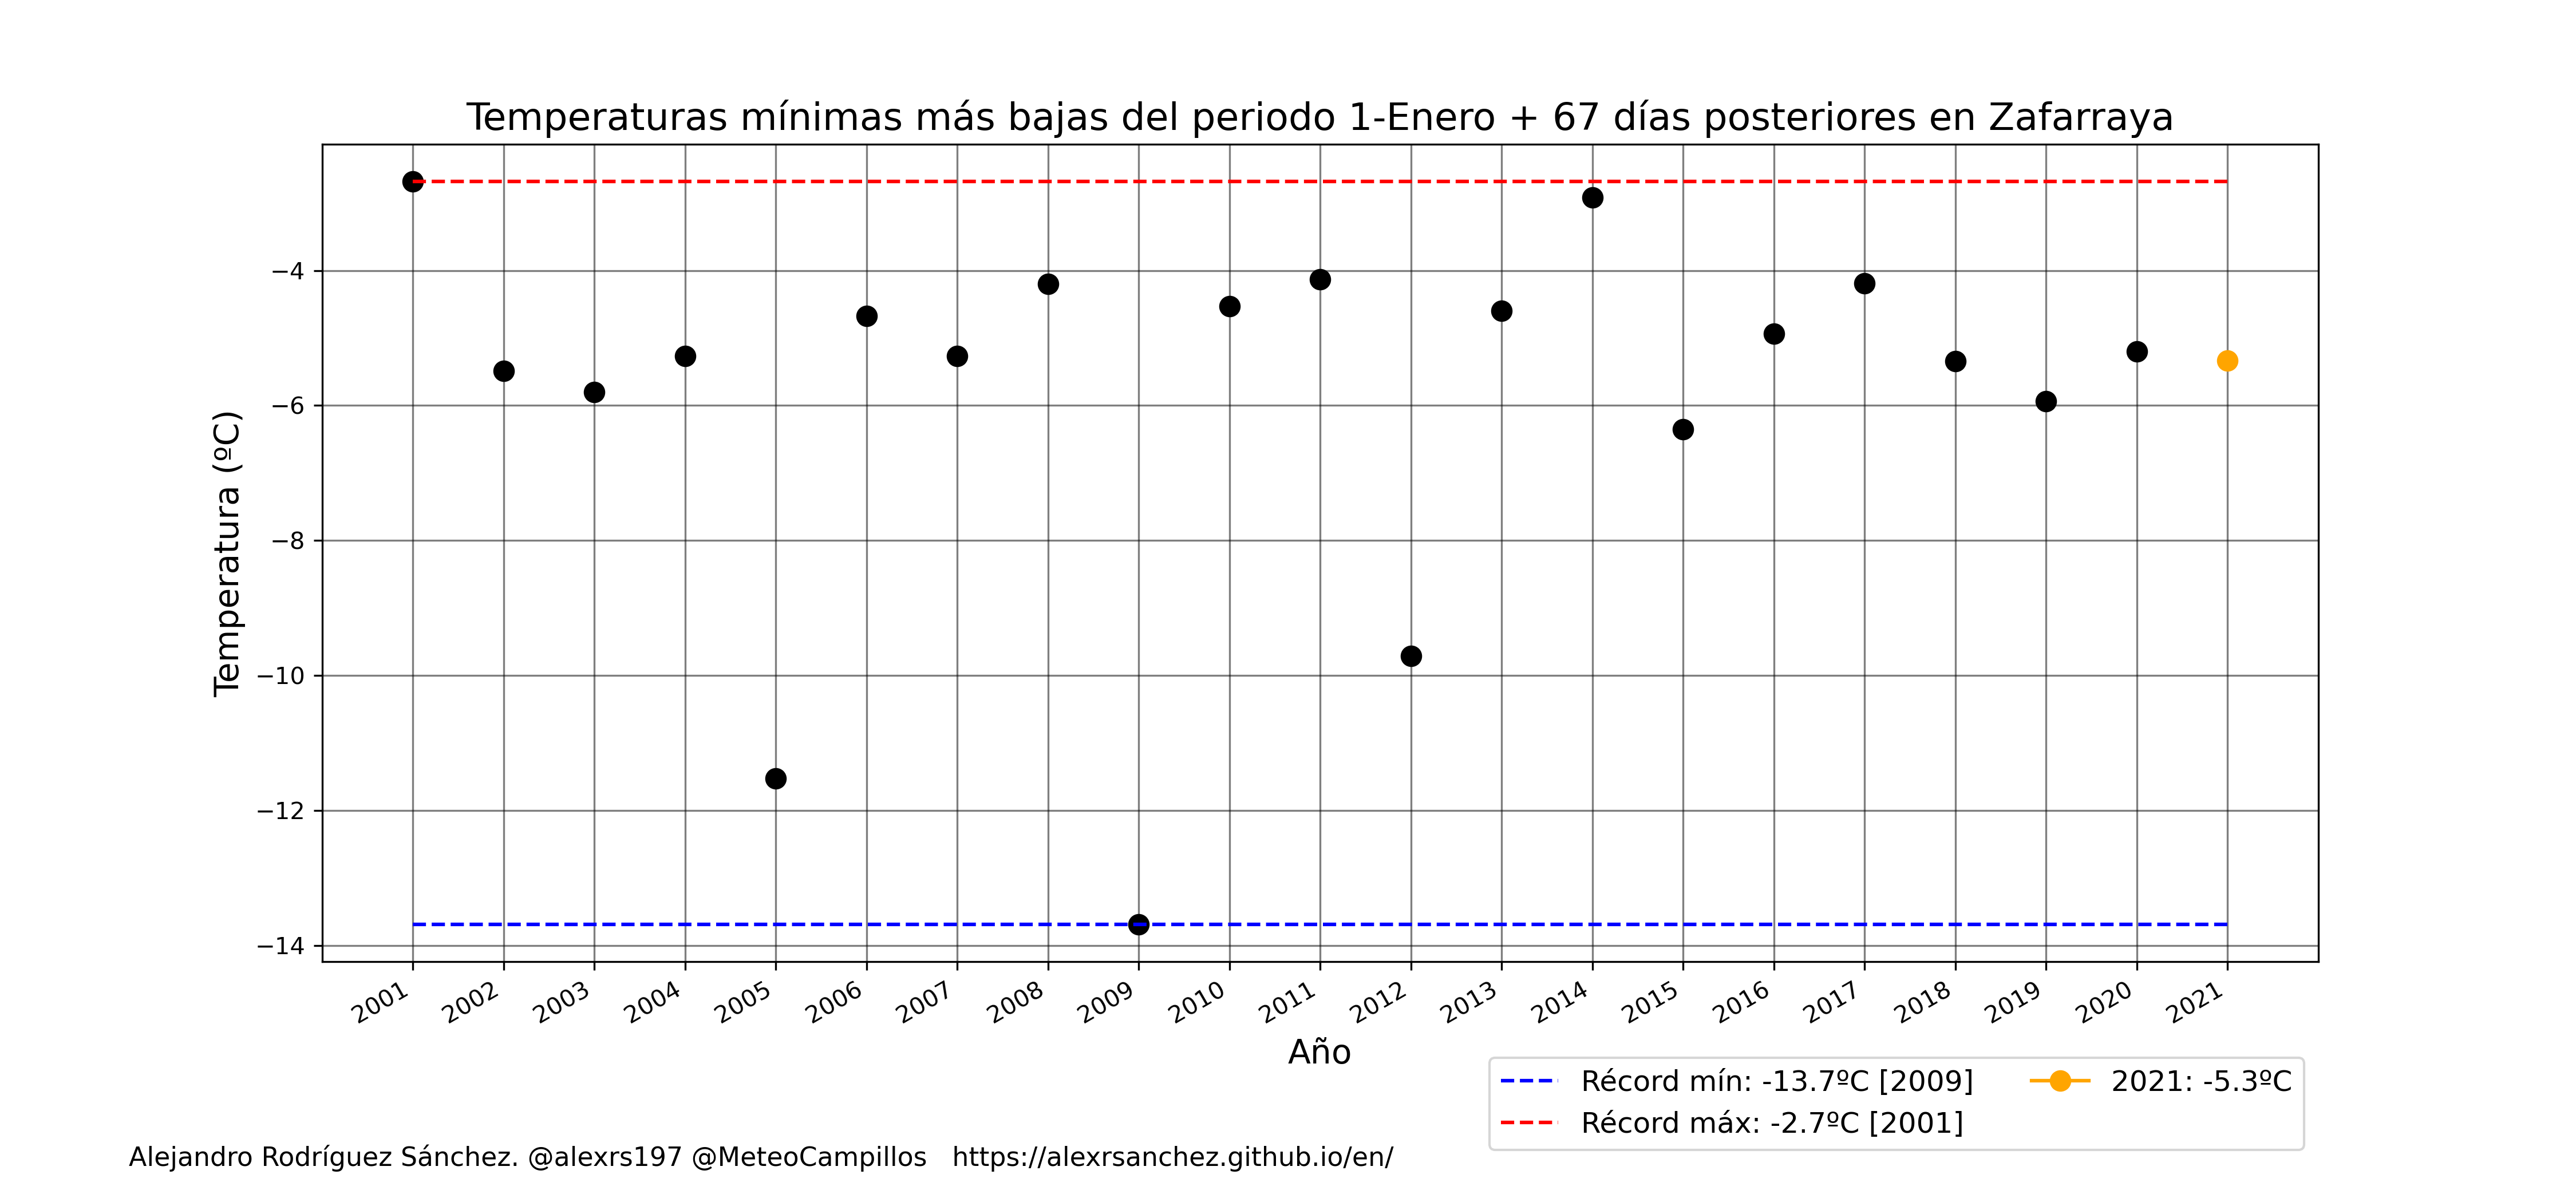 Temperaturas mínimas más bajas del periodo 1-Enero + 67 días posteriores en Zafarraya
Temperatura (ºC)
−4
−6
−8
−10
−12
−14
2001 2002 2003 2004 2005 2006 2007 2008 2009 2010 2011 2012 2013 2014 2015 2016 2017 2018 2019 2020 2021
Año
Récord mín: -13.7ºC [2009] 2021: -5.3ºC
Récord máx: -2.7ºC [2001]
Alejandro Rodríguez Sánchez. @alexrs197 @MeteoCampillos https://alexrsanchez.github.io/en/